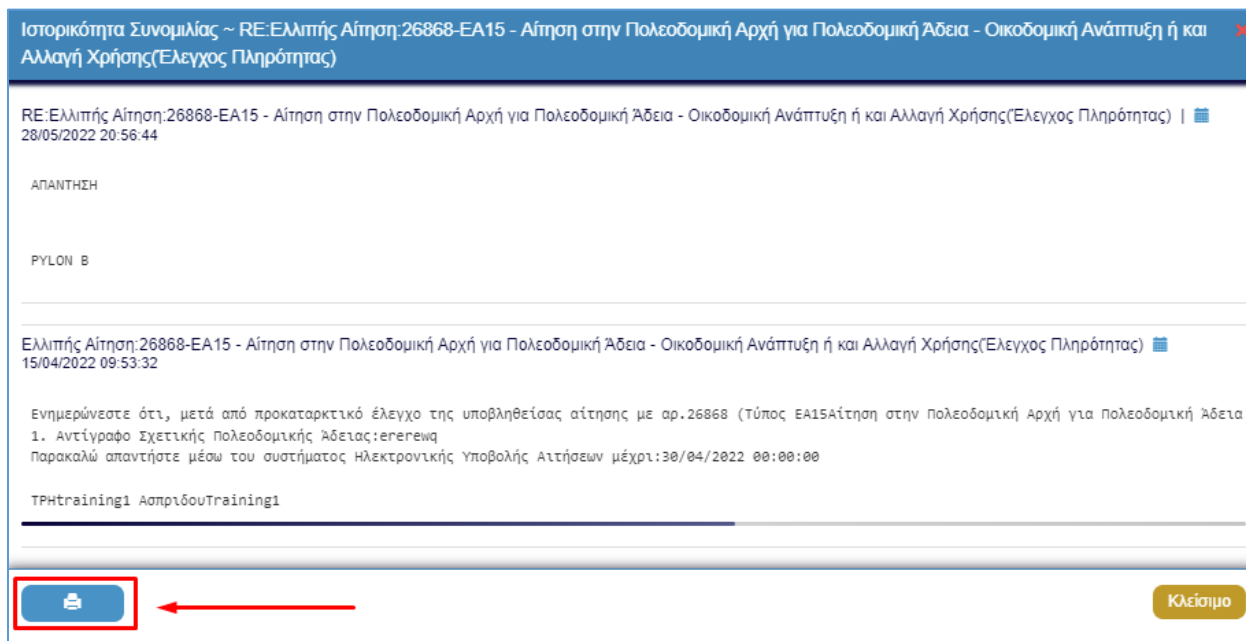 Ιστορικότητα Συνομιλίας ~ RE:Ελλιπής Αίτηση:26868-ΕΑ15 - Αίτηση στην Πολεοδομική Αρχή για Πολεοδομική Άδεια - Οικοδομική Ανάπτυξη ή και
Αλλαγή Χρήσης(Έλεγχος Πληρότητας)
RE:Ελλιπής Αίτηση:26868-ΕΑ15 - Αίτηση στην Πολεοδομική Αρχή για Πολεοδομική Άδεια - Οικοδομική Ανάπτυξη ή και Αλλαγή Χρήσης(Έλεγχος Πληρότητας) |
28/05/2022 20:56:44
ΑΠΑΝΤΗΣΗ
PYLON B
Ελλιπής Αίτηση:26868-ΕΑ15 - Αίτηση στην Πολεοδομική Αρχή για Πολεοδομική Άδεια - Οικοδομική Ανάπτυξη ή και Αλλαγή Χρήσης(Έλεγχος Πληρότητας)
15/04/2022 09:53:32
Ενημερώνεστε ότι, μετά από προκαταρκτικό έλεγχο της υποβληθείσας αίτησης με αρ.26868 (Τύπος ΕΑ15Αίτηση στην Πολεοδομική Αρχή για Πολεοδομική Άδεια
1. Αντίγραφο Σχετικής Πολεοδομικής Άδειας:ererewq
Παρακαλώ απαντήστε μέσω του συστήματος Ηλεκτρονικής Υποβολής Αιτήσεων μέχρι:30/04/2022 00:00:00
TPHtraining1 ΑσπριδουTraining1
Κλείσιμο